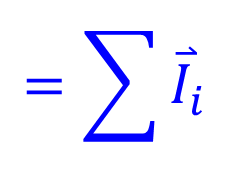 = ∑ I⃗ᵢ